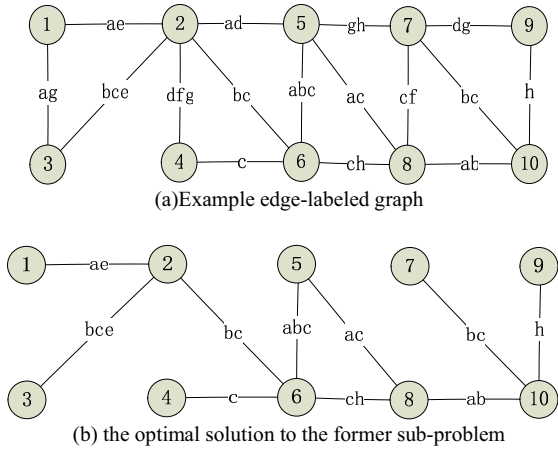 1 ae 2 ad 5 gh 7 dg 9
ag bce dfg bc abc ac cf bc h
3 4 c 6 ch 8 ab 10
(a)Example edge-labeled graph
1 ae 2 5 7 9
bce bc abc ac bc h
3 4 c 6 ch 8 ab 10
(b) the optimal solution to the former sub-problem